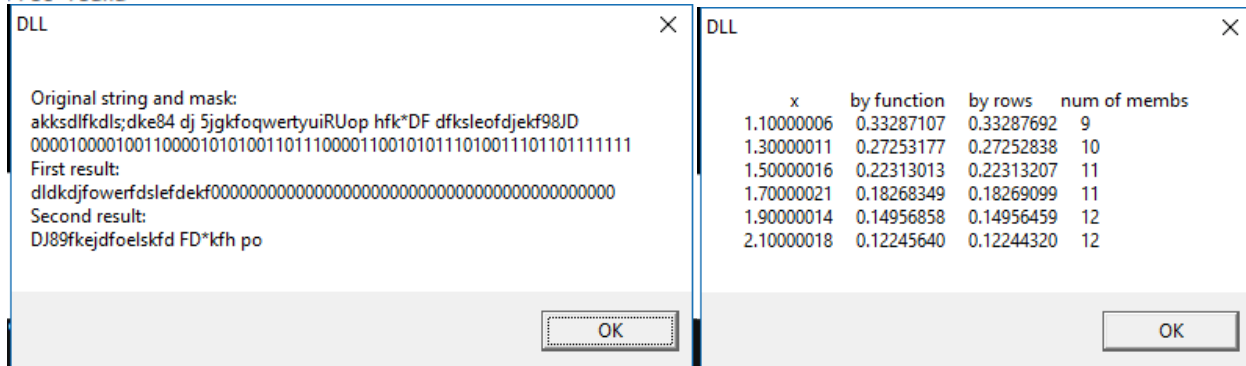 DLL
Original string and mask:
akksdlfkdls;dke84 dj 5jgkfoqwertyuiRUop hfk*DF dfksleofdjekf98JD
0000100001001100001010100110111000011001010111010011101101111111
First result:
dldkdjfowerfdslefdekf0000000000000000000000000000000000000000000
Second result:
DJ89fkejdfoelskfd FD*kfh po
OK
DLL
x by function by rows num of membs
1.10000006 0.33287107 0.33287692 9
1.30000011 0.27253177 0.27252838 10
1.50000016 0.22313013 0.22313207 11
1.70000021 0.18268349 0.18269099 11
1.90000014 0.14956858 0.14956459 12
2.10000018 0.12245640 0.12244320 12
OK